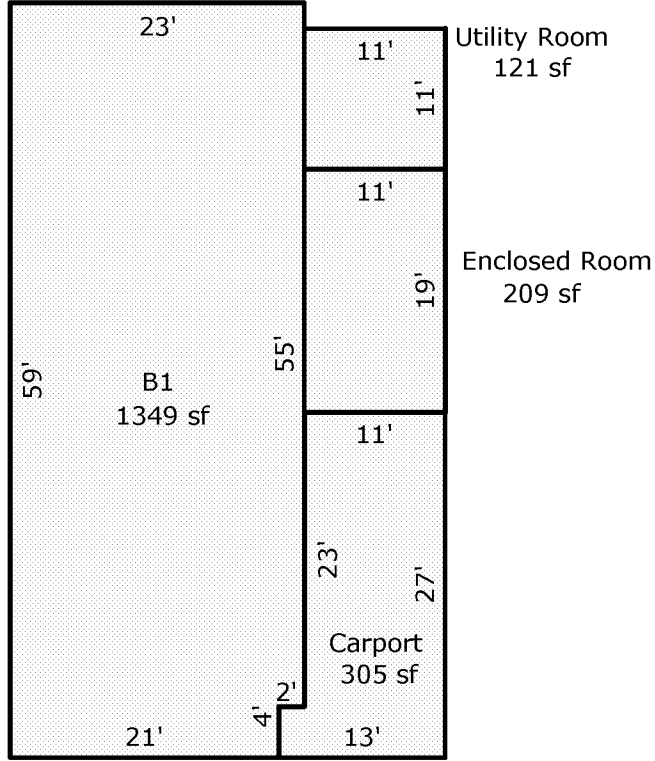 23'
11'
Utility Room
121 sf
11'
11'
Enclosed Room
209 sf
19'
55'
59'
B1
1349 sf
11'
23'
27'
Carport
305 sf
2'
4'
21'
13'